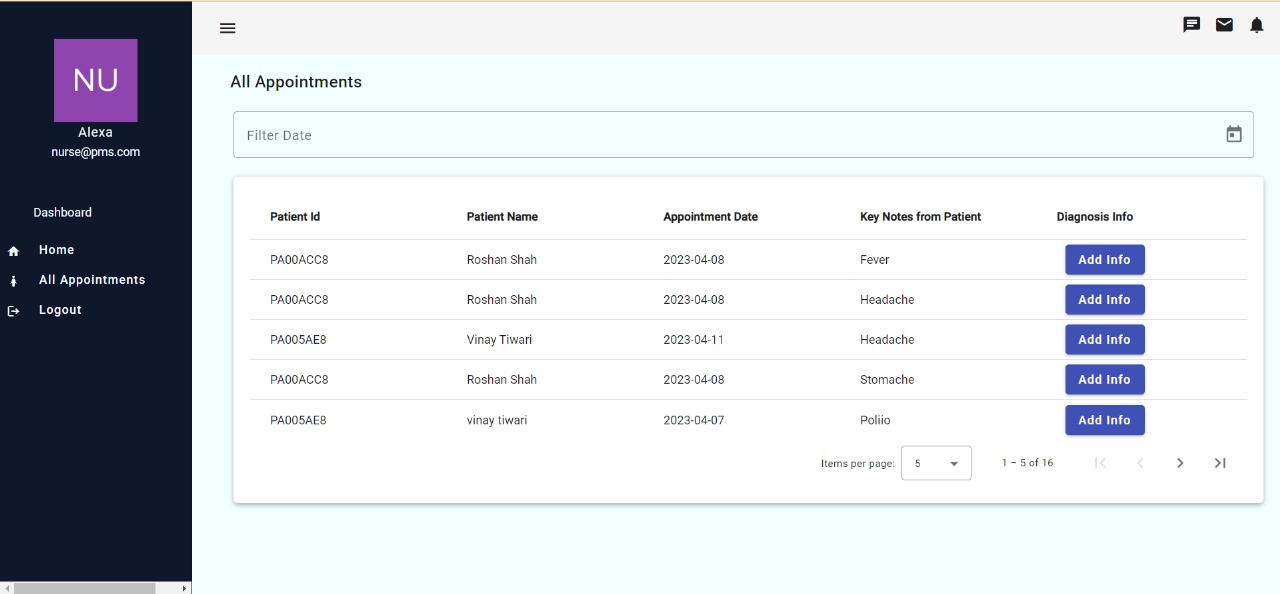 NU
Alexa
nurse@pms.com
Dashboard
Home
All Appointments
Logout
All Appointments
Filter Date
Patient Id Patient Name Appointment Date Key Notes from Patient Diagnosis Info
PA00ACC8 Roshan Shah 2023-04-08 Fever Add Info
PA00ACC8 Roshan Shah 2023-04-08 Headache Add Info
PA005AE8 Vinay Tiwari 2023-04-11 Headache Add Info
PA00ACC8 Roshan Shah 2023-04-08 Stomache Add Info
PA005AE8 vinay tiwari 2023-04-07 Poliio Add Info
Items per page: 5 1 – 5 of 16